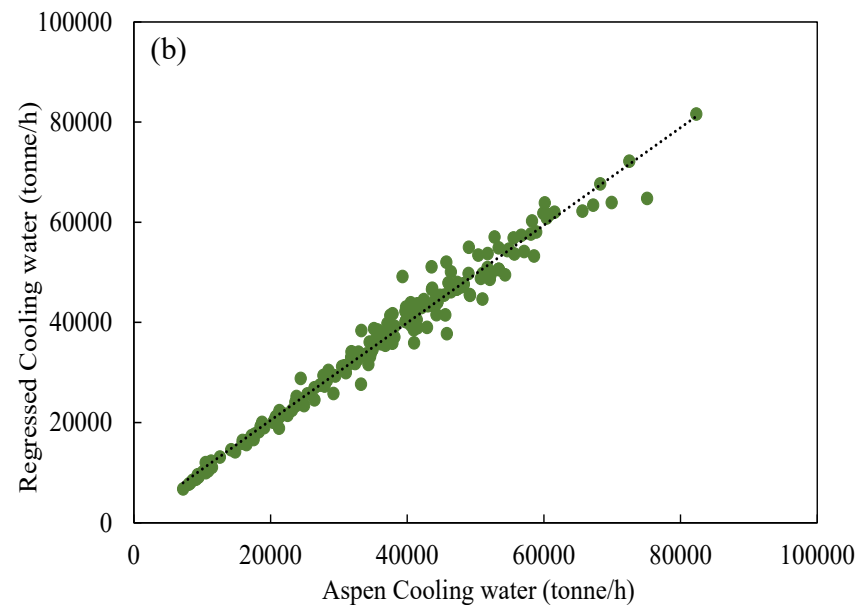 (b)
Regressed Cooling water (tonne/h)
100000
80000
60000
40000
20000
0
0 20000 40000 60000 80000 100000
Aspen Cooling water (tonne/h)